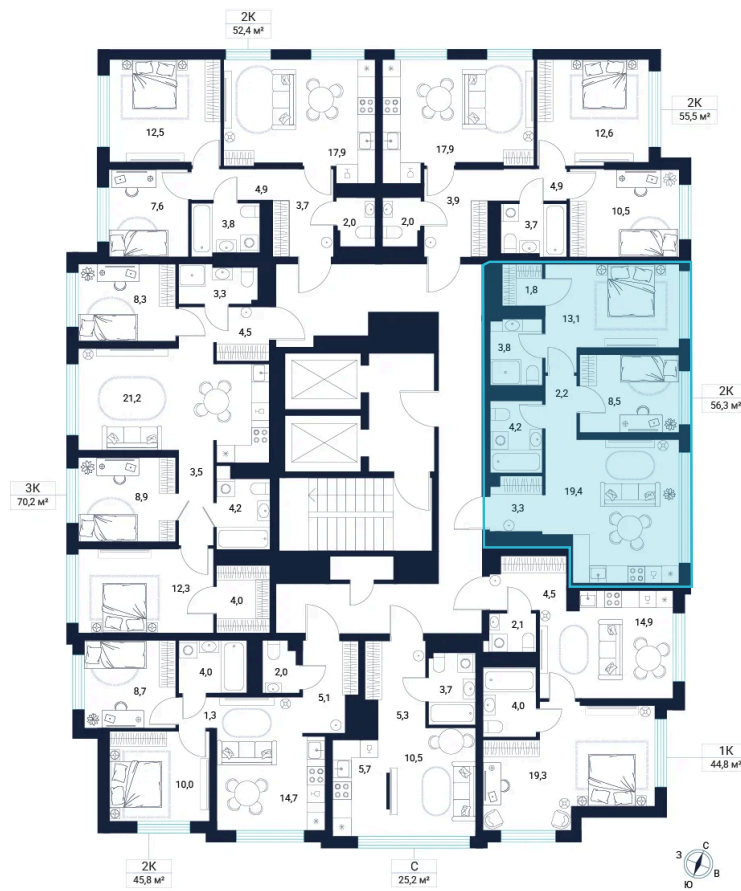 2К
52,4 м²
2К
55,5 м²
12,5
17,9
17,9
12,6
7,6
4,9
3,8
3,7
2,0
2,0
3,9
3,7
4,9
10,5
8,3
3,3
4,5
1,8
13,1
3,8
21,2
2,2
8,5
2К
56,3 м²
4,2
3К
70,2 м²
8,9
3,5
4,2
3,3
19,4
12,3
4,0
4,5
2,1
14,9
8,7
4,0
2,0
5,1
5,3
3,7
4,0
1,3
10,0
14,7
5,7
10,5
19,3
1К
44,8 м²
2К
45,8 м²
С
25,2 м²
С
З
В
Ю